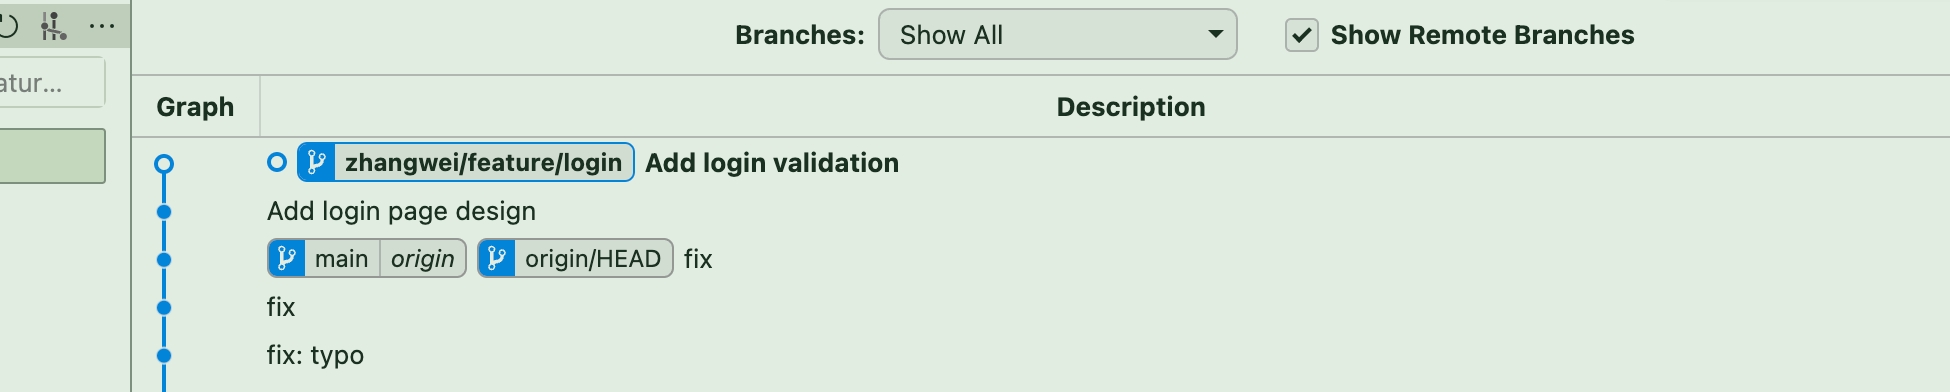 Branches: Show All Show Remote Branches
atur...
Graph Description
zhangwei/feature/login Add login validation
Add login page design
main origin origin/HEAD fix
fix
fix: typo